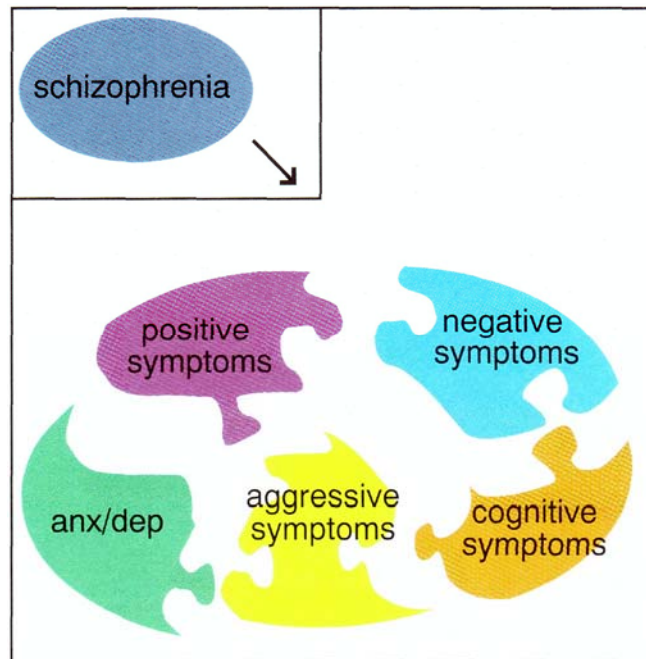 schizophrenia
positive
symptoms
negative
symptoms
anx/dep
aggressive
symptoms
cognitive
symptoms